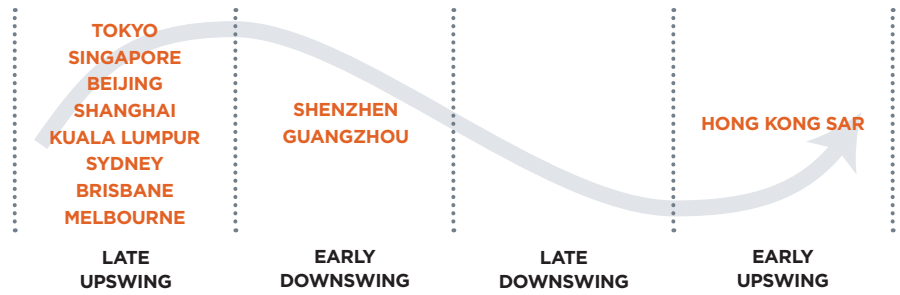 TOKYO
SINGAPORE
BEIJING
SHANGHAI
KUALA LUMPUR
SYDNEY
BRISBANE
MELBOURNE
SHENZHEN
GUANGZHOU
HONG KONG SAR
LATE
UPSWING
EARLY
DOWNSWING
LATE
DOWNSWING
EARLY
UPSWING